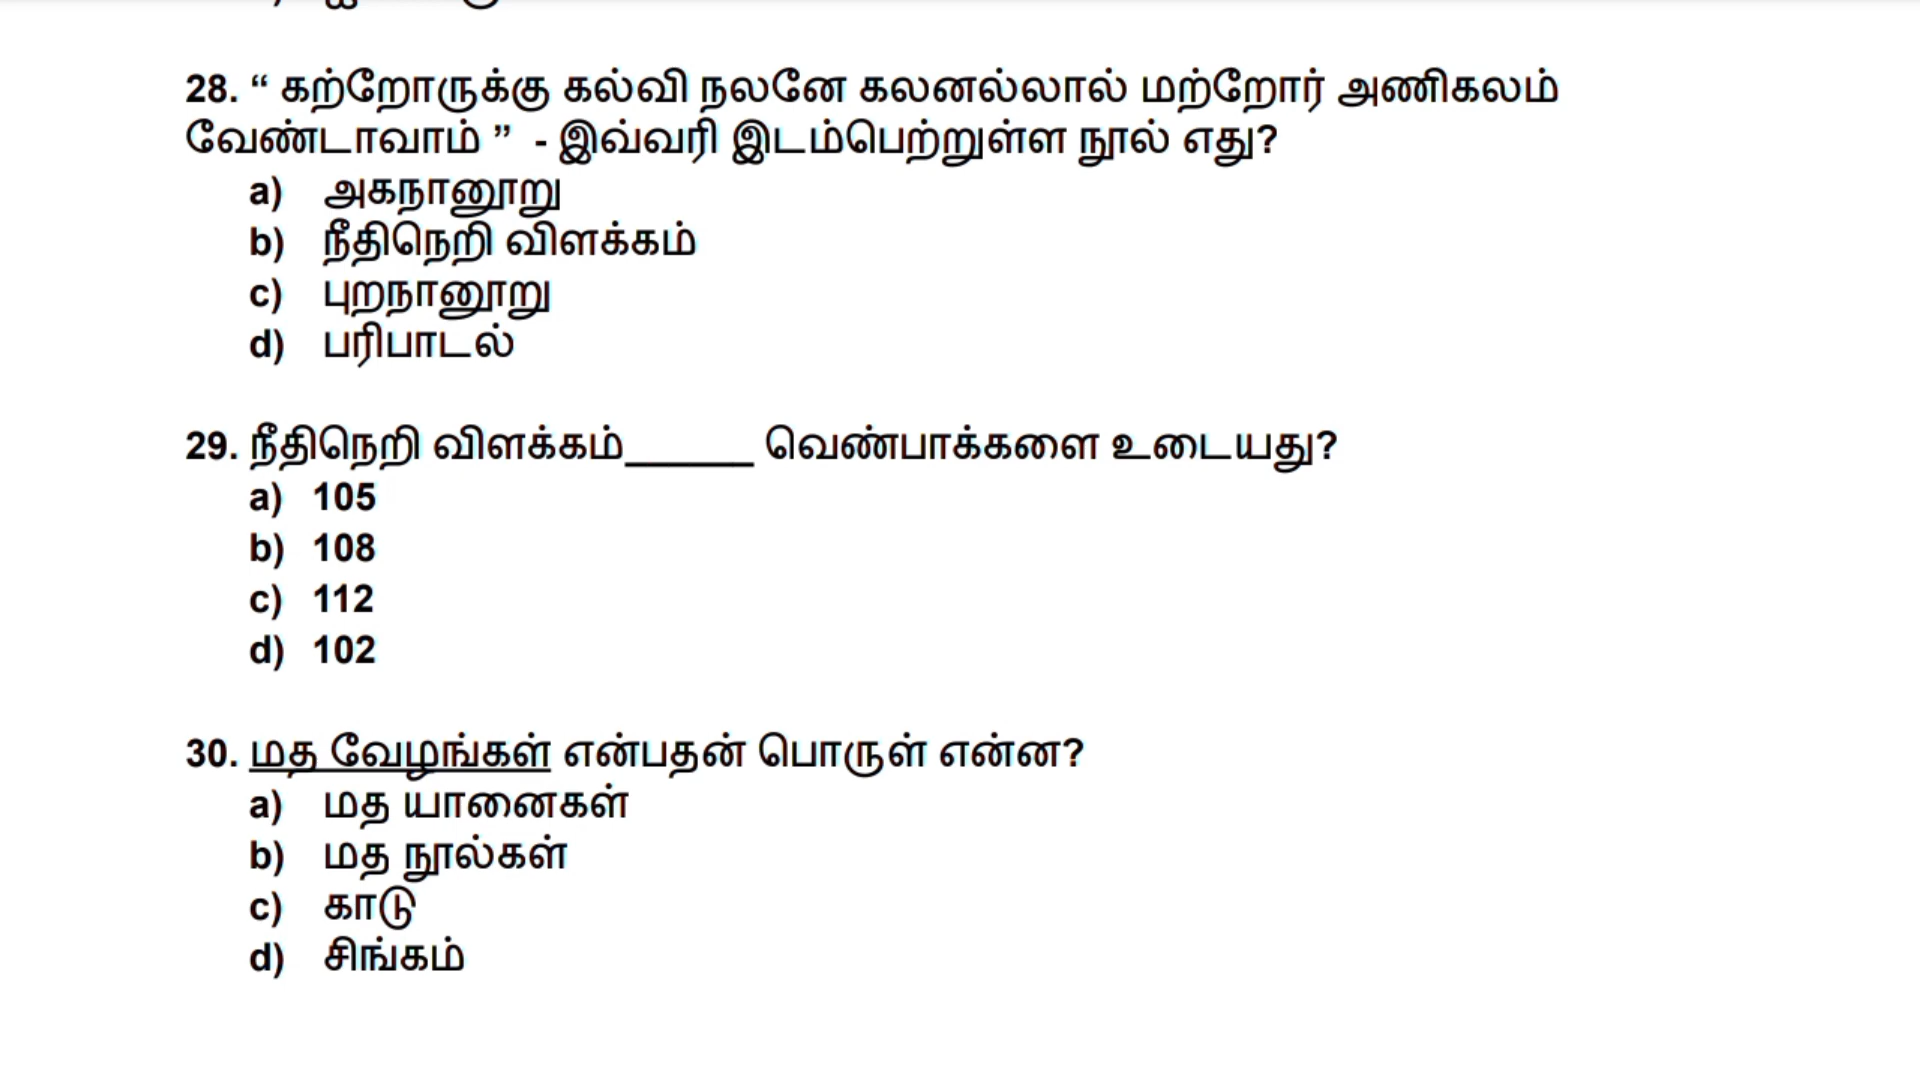 28. “ கற்றோருக்கு கல்வி நலனே கலனல்லால் மற்றோர் அணிகலம்
வேண்டாவாம் ” - இவ்வரி இடம்பெற்றுள்ள நூல் எது?
a) அகநானூறு
b) நீதிநெறி விளக்கம்
c) புறநானூறு
d) பரிபாடல்
29. நீதிநெறி விளக்கம்______ வெண்பாக்களை உடையது?
a) 105
b) 108
c) 112
d) 102
30. மத வேழங்கள் என்பதன் பொருள் என்ன?
a) மத யானைகள்
b) மத நூல்கள்
c) காடு
d) சிங்கம்